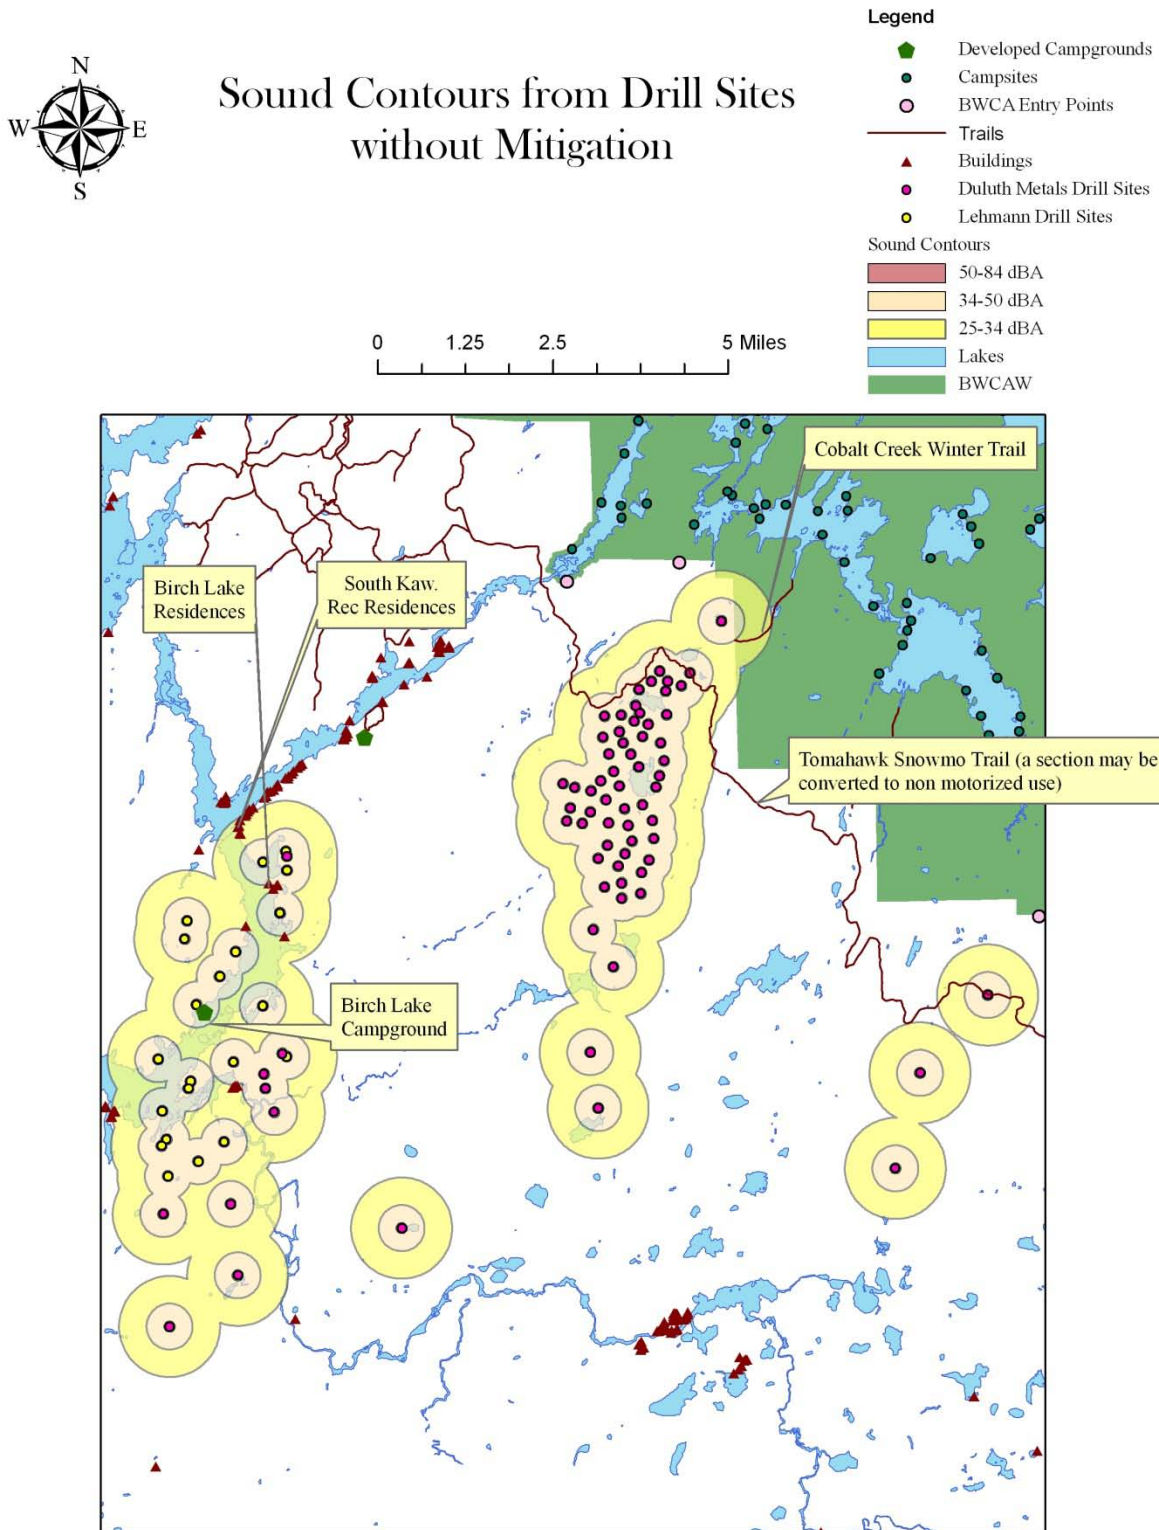 Legend
Developed Campgrounds
Campsites
BWCA Entry Points
Trails
Buildings
Duluth Metals Drill Sites
Lehmann Drill Sites
Sound Contours
50-84 dBA
34-50 dBA
25-34 dBA
Lakes
BWCAW
N
W
E
S
Sound Contours from Drill Sites
without Mitigation
0 1.25 2.5 5 Miles
Cobalt Creek Winter Trail
Birch Lake
Residences
South Kaw.
Rec Residences
Tomahawk Snowmo Trail (a section may be
converted to non motorized use)
Birch Lake
Campground